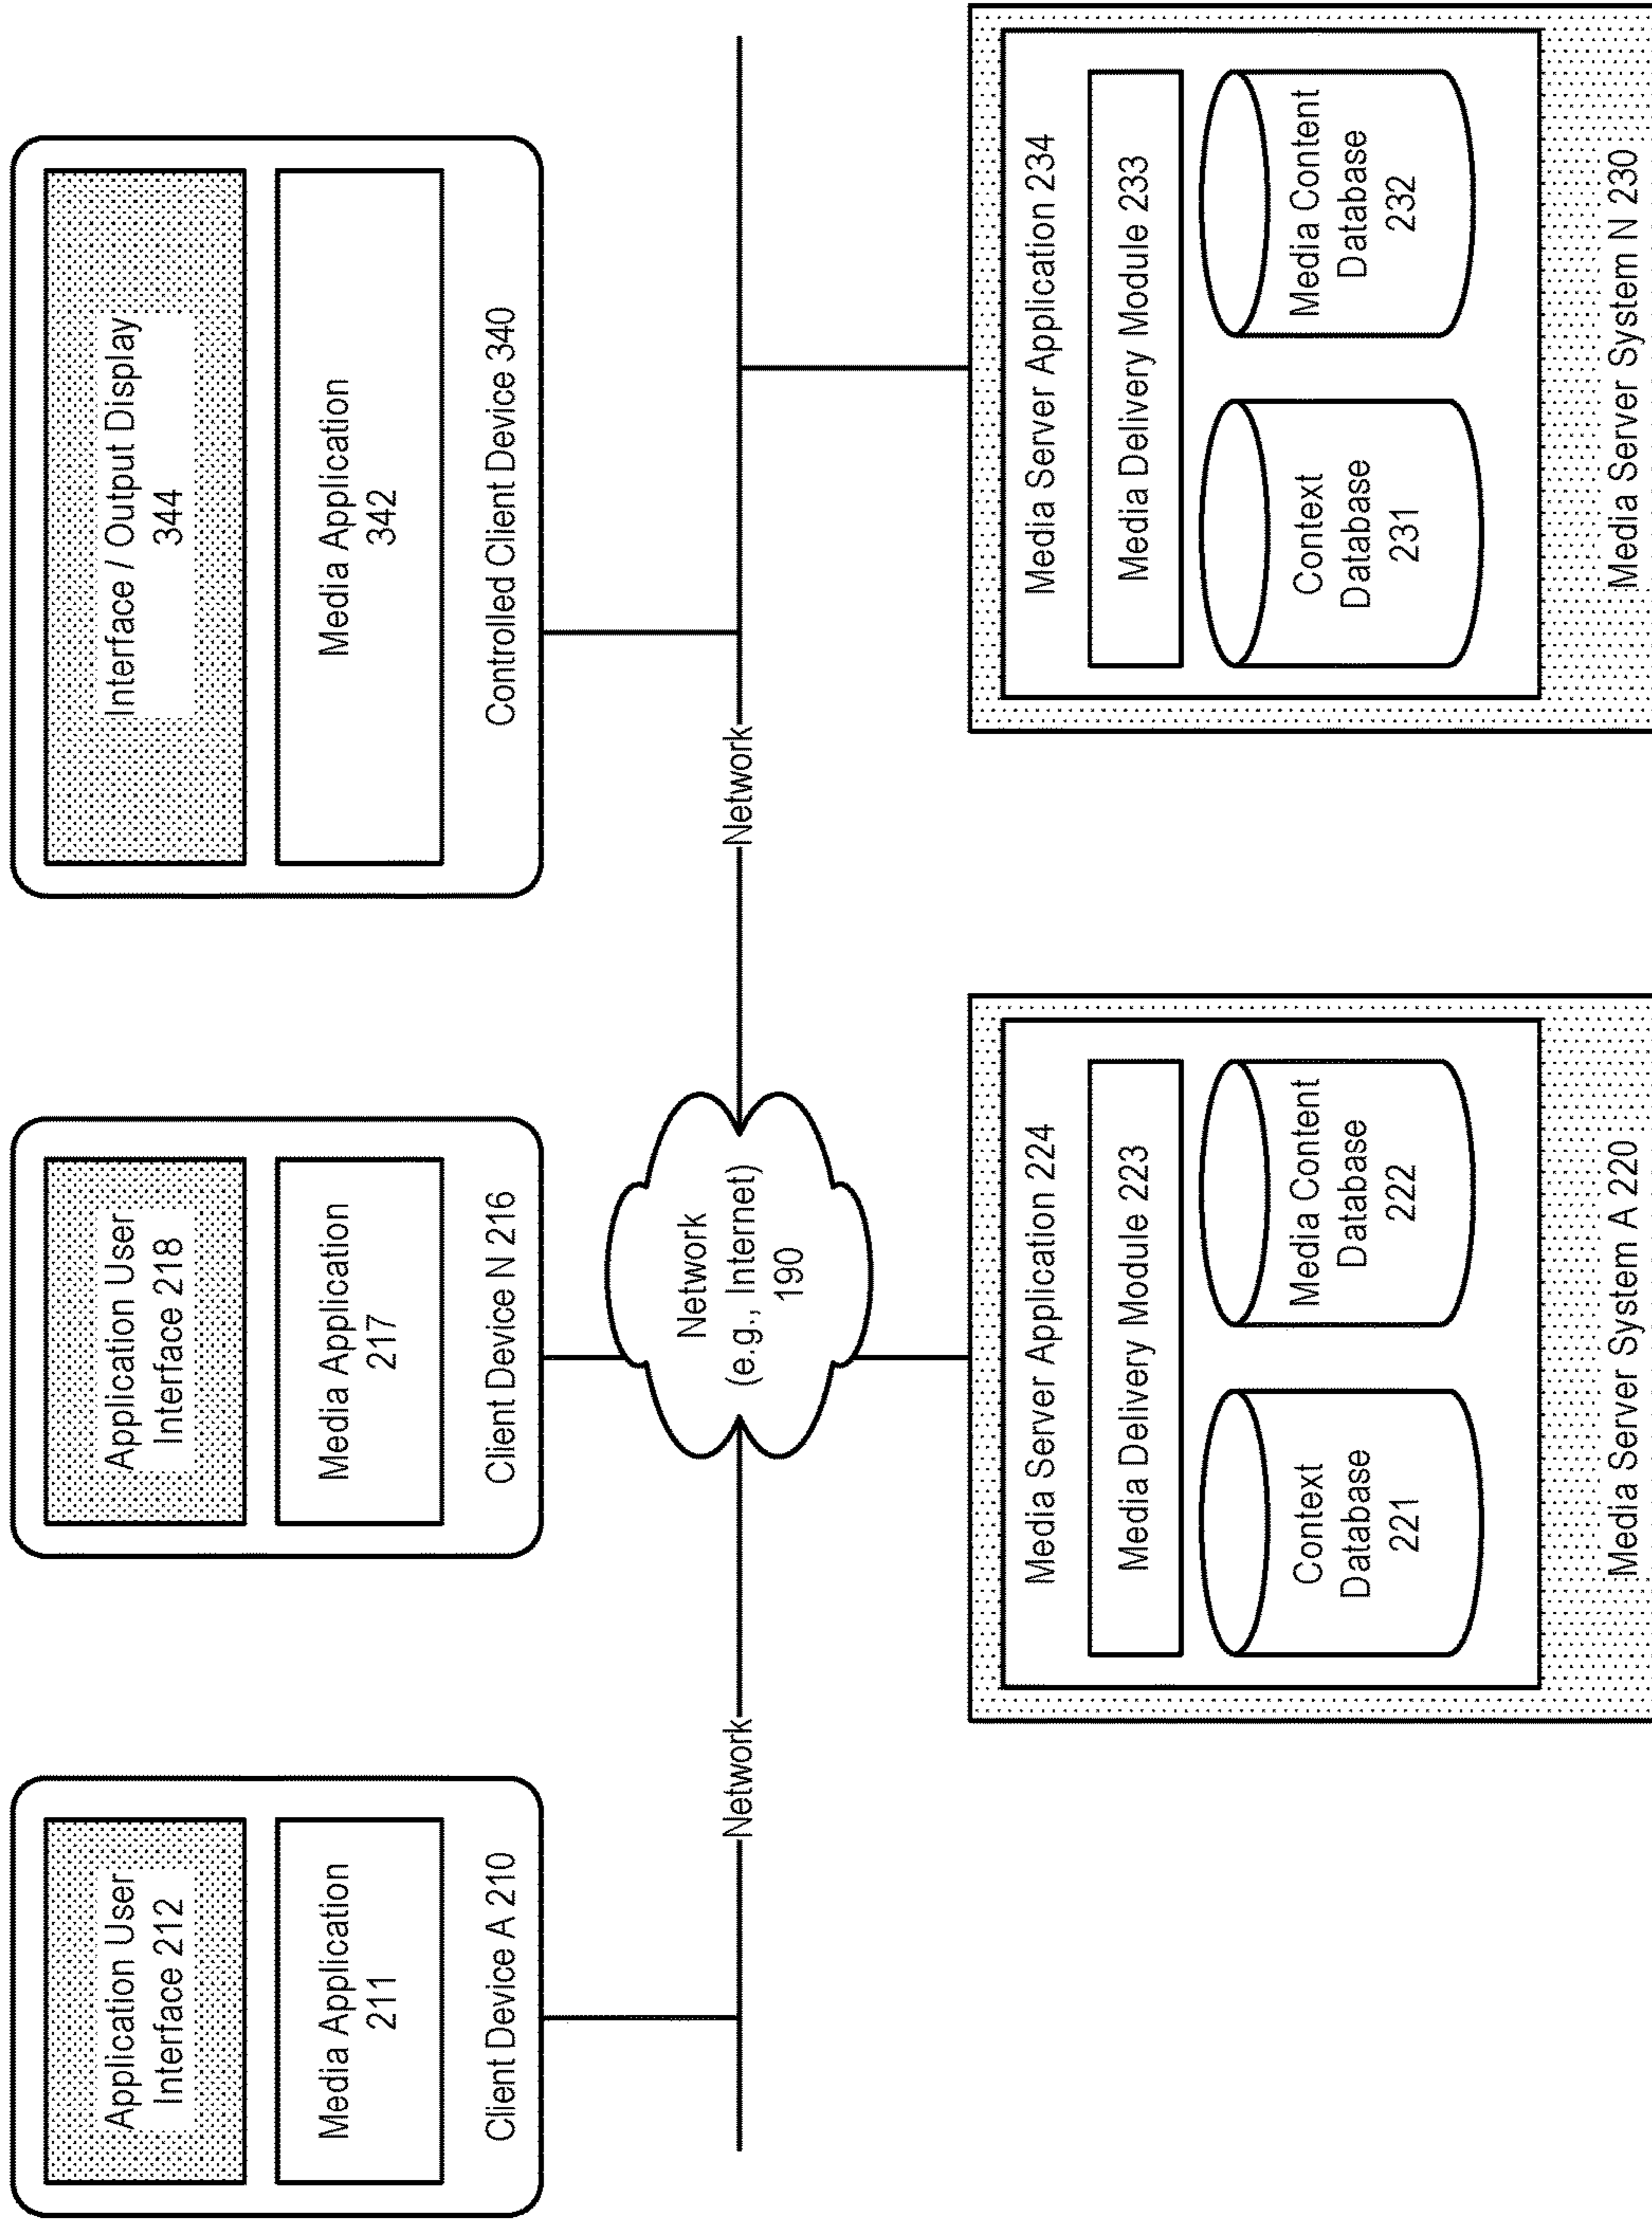 Application User
Interface 212
Media Application
211
Client Device A 210
Application User
Interface 218
Media Application
217
Client Device N 216
Interface / Output Display
344
Media Application
342
Controlled Client Device 340
Network
Network
(e.g., Internet)
190
Network
Media Server Application 224
Media Delivery Module 223
Context
Database
221
Media Content
Database
222
Media Server System A 220
Media Server Application 234
Media Delivery Module 233
Context
Database
231
Media Content
Database
232
Media Server System N 230